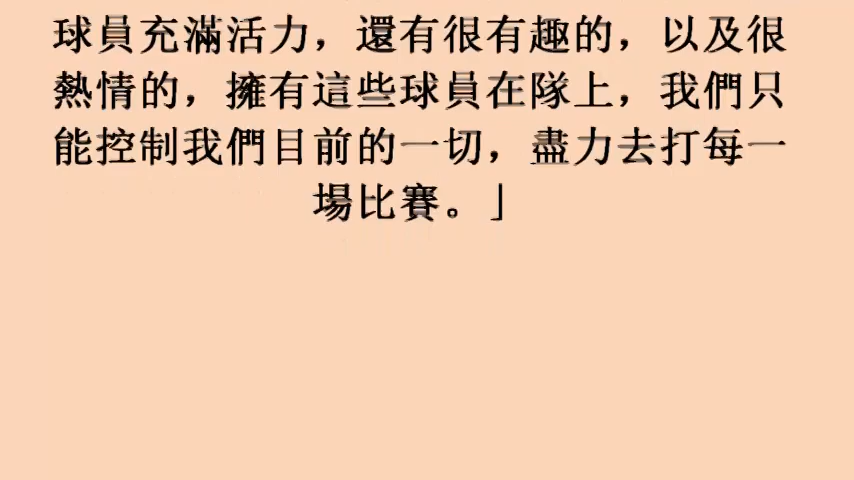 球員充滿活力，還有很有趣的，以及很
熱情的，擁有這些球員在隊上，我們只
能控制我們目前的一切，盡力去打每一
場比賽。」